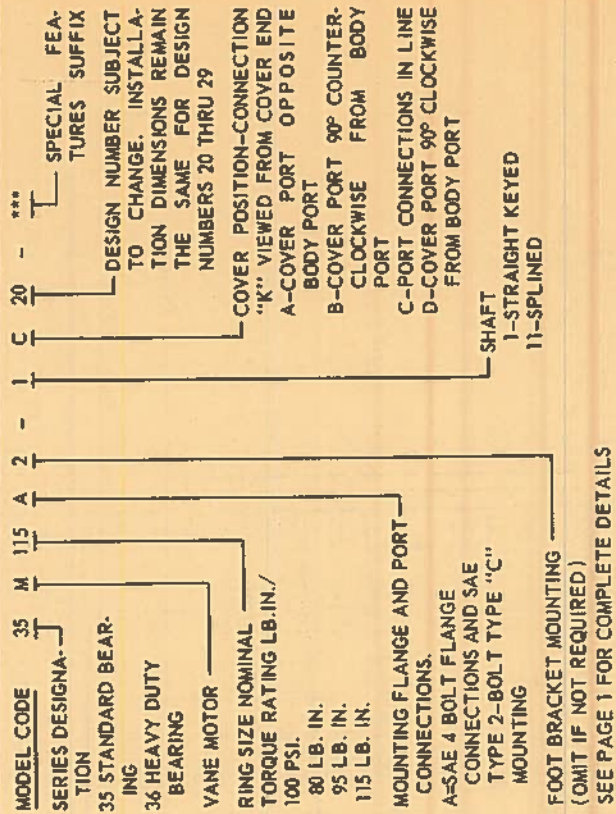 MODEL CODE 35 M 115 A 2 - 1 C 20 - ***
SERIES DESIGNA-
TION
35 STANDARD BEAR-
ING
36 HEAVY DUTY
BEARING
VANE MOTOR
RING SIZE NOMINAL
TORQUE RATING LB.IN./
100 PSI.
80 LB. IN.
95 LB. IN.
115 LB. IN.
MOUNTING FLANGE AND PORT
CONNECTIONS.
A=SAE 4 BOLT FLANGE
CONNECTIONS AND SAE
TYPE 2-BOLT TYPE "C"
MOUNTING
FOOT BRACKET MOUNTING
(OMIT IF NOT REQUIRED)
SEE PAGE 1 FOR COMPLETE DETAILS
SPECIAL FEA-
TURES SUFFIX
DESIGN NUMBER SUBJECT
TO CHANGE. INSTALLA-
TION DIMENSIONS REMAIN
THE SAME FOR DESIGN
NUMBERS 20 THRU 29
COVER POSITION-CONNECTION
"K" VIEWED FROM COVER END
A-COVER PORT OPPOSITE
BODY PORT
B-COVER PORT 90° COUNTER-
CLOCKWISE FROM BODY
PORT
C-PORT CONNECTIONS IN LINE
D-COVER PORT 90° CLOCKWISE
FROM BODY PORT
SHAFT
1-STRAIGHT KEYED
11-SPLINED